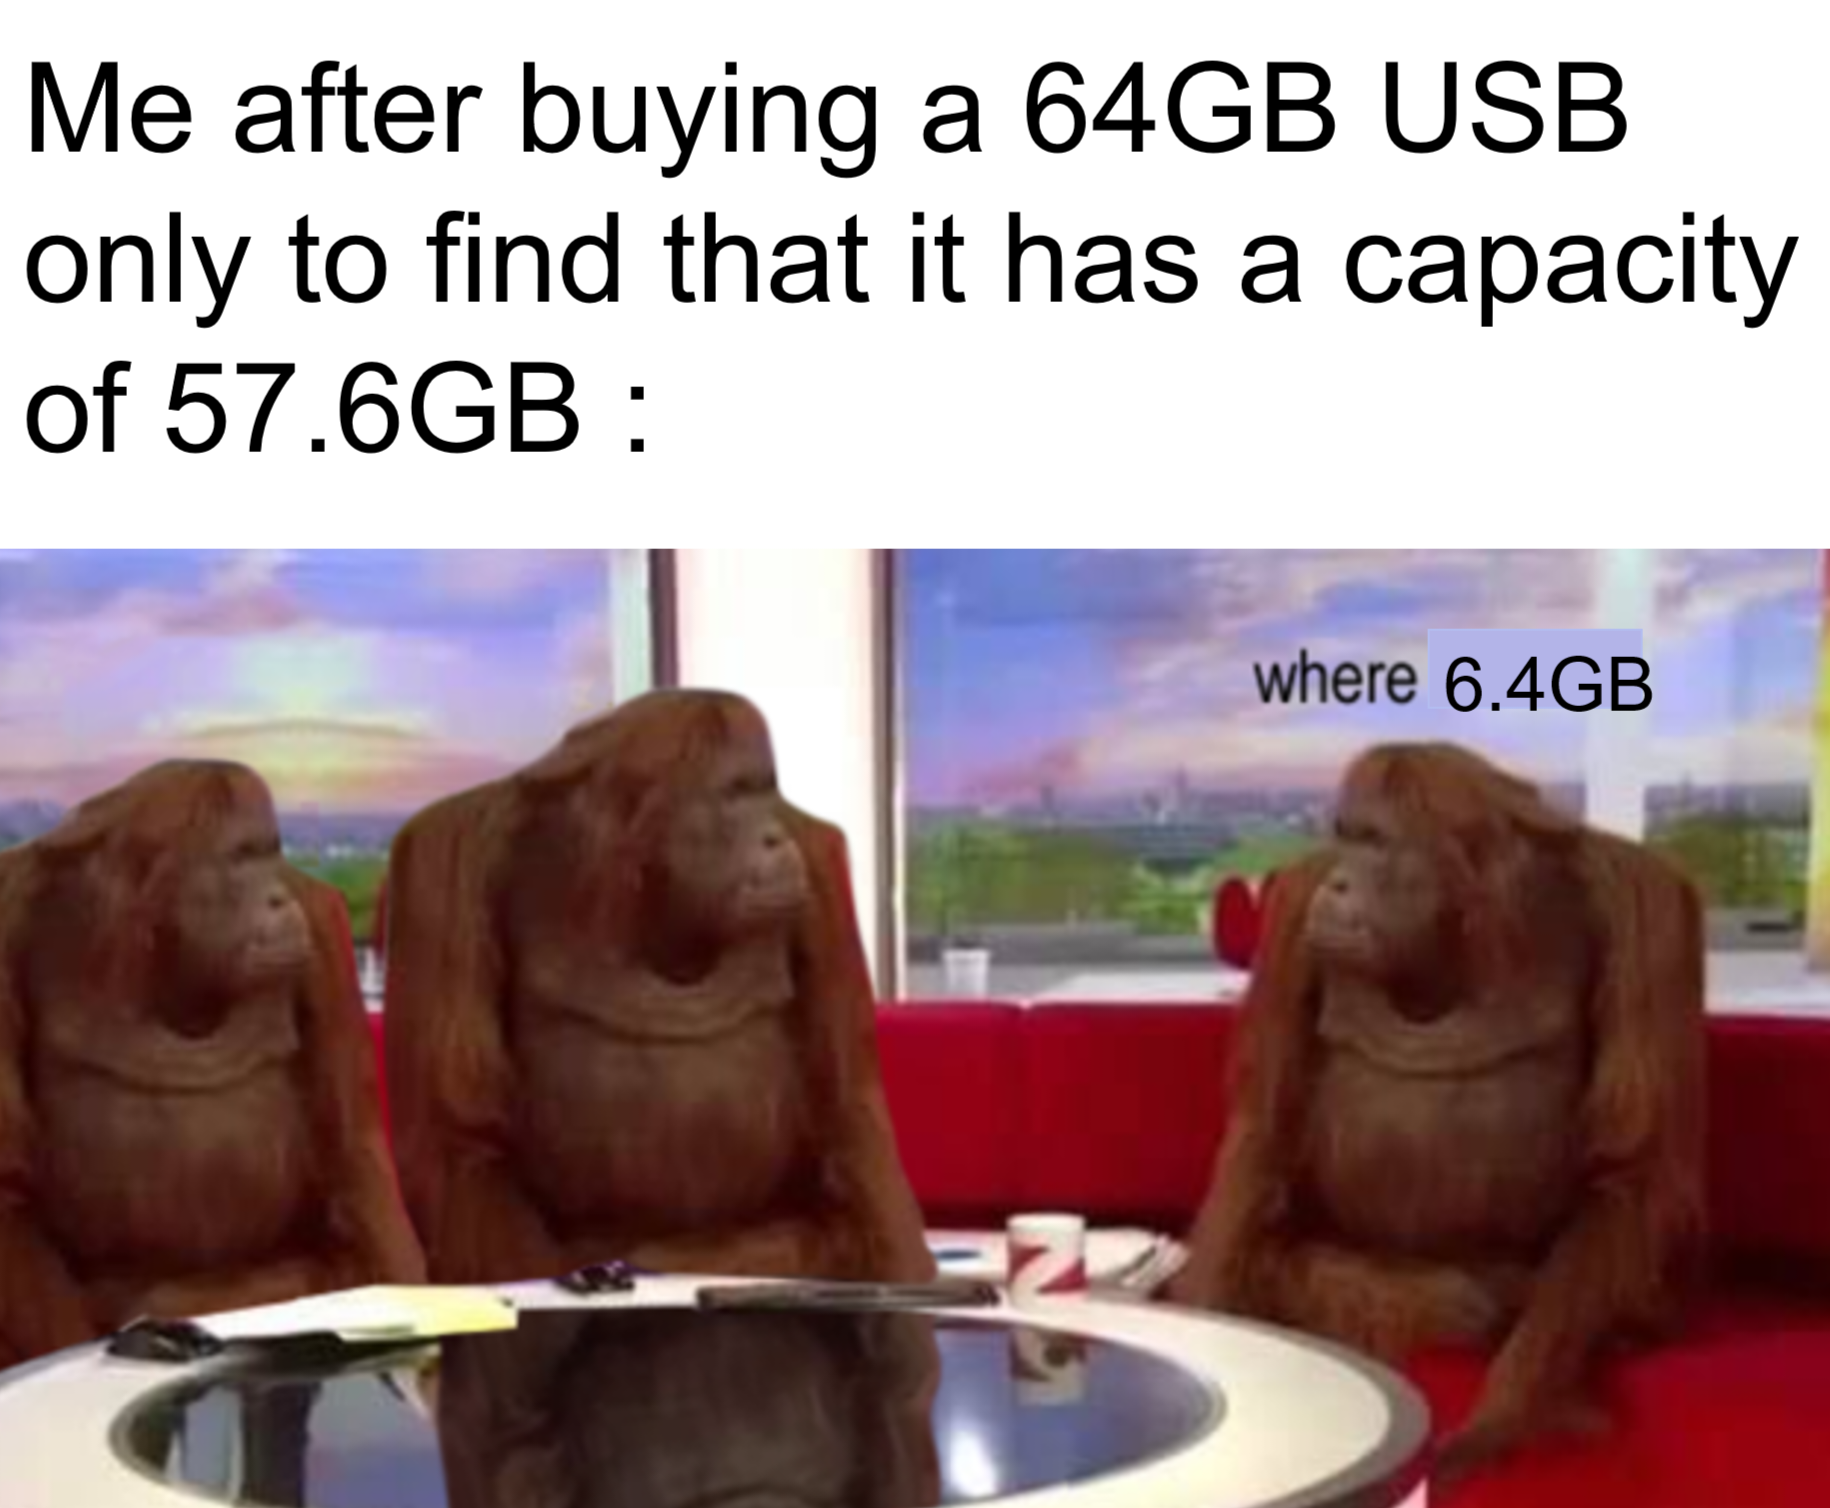 Me after buying a 64GB USB
only to find that it has a capacity
of 57.6GB :
where 6.4GB